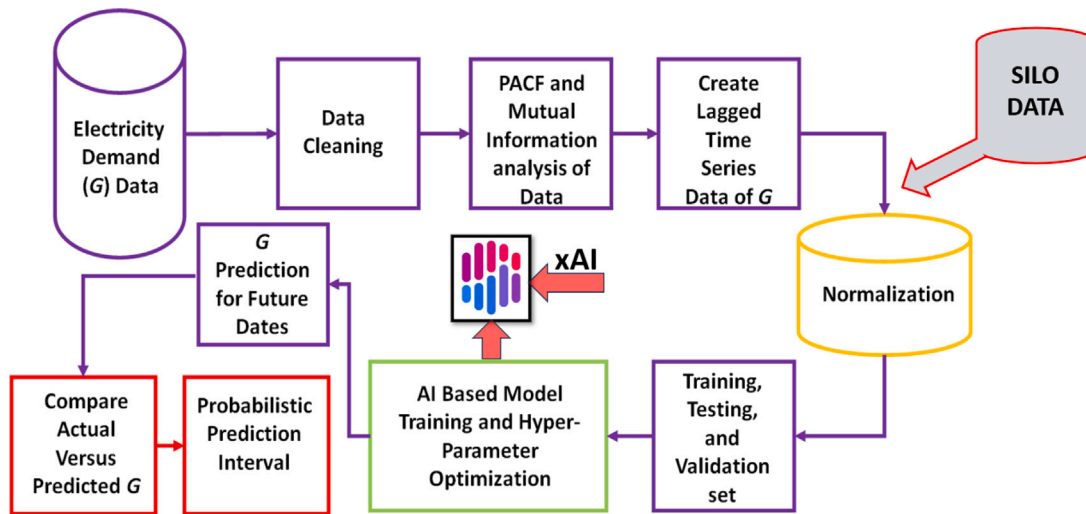 Electricity
Demand
(G) Data
Data
Cleaning
PACF and
Mutual
Information
analysis of
Data
Create
Lagged
Time
Series
Data of G
SILO
DATA
Normalization
Training,
Testing,
and
Validation
set
AI Based Model
Training and Hyper-
Parameter
Optimization
xAI
G
Prediction
for Future
Dates
Compare
Actual
Versus
Predicted G
Probabilistic
Prediction
Interval